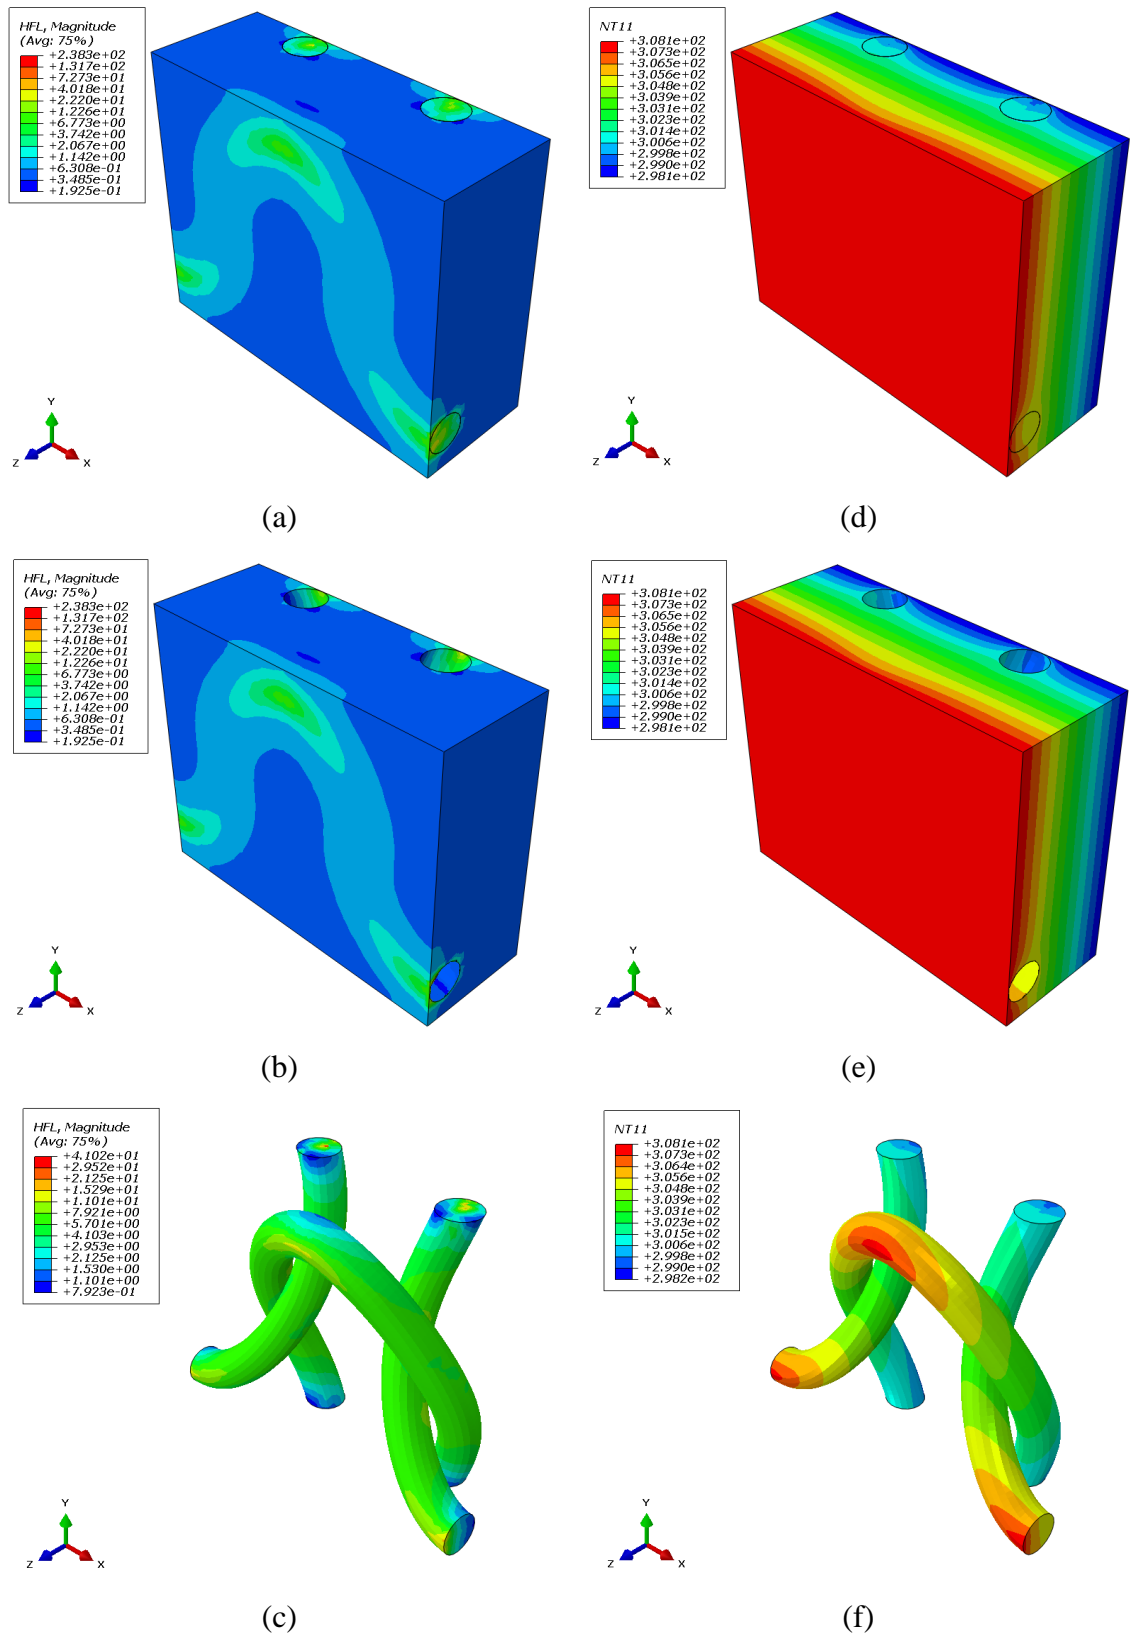 HFL, Magnitude
(Avg: 75%)
+2.383e+02
+1.317e+02
+7.273e+01
+4.018e+01
+2.220e+01
+1.226e+01
+6.773e+00
+3.742e+00
+2.067e+00
+1.142e+00
+6.308e-01
+3.485e-01
+1.925e-01
Y
Z
X
(a)
NT11
+3.081e+02
+3.073e+02
+3.065e+02
+3.056e+02
+3.048e+02
+3.039e+02
+3.031e+02
+3.023e+02
+3.014e+02
+3.006e+02
+2.998e+02
+2.990e+02
+2.981e+02
Y
Z
X
(d)
HFL, Magnitude
(Avg: 75%)
+2.383e+02
+1.317e+02
+7.273e+01
+4.018e+01
+2.220e+01
+1.226e+01
+6.773e+00
+3.742e+00
+2.067e+00
+1.142e+00
+6.308e-01
+3.485e-01
+1.925e-01
Y
Z
X
(b)
NT11
+3.081e+02
+3.073e+02
+3.065e+02
+3.056e+02
+3.048e+02
+3.039e+02
+3.031e+02
+3.023e+02
+3.014e+02
+3.006e+02
+2.998e+02
+2.990e+02
+2.981e+02
Y
Z
X
(e)
HFL, Magnitude
(Avg: 75%)
+4.102e+01
+2.952e+01
+2.125e+01
+1.529e+01
+1.101e+01
+7.921e+00
+5.701e+00
+4.103e+00
+2.953e+00
+2.125e+00
+1.530e+00
+1.101e+00
+7.923e-01
Y
Z
X
(c)
NT11
+3.081e+02
+3.073e+02
+3.064e+02
+3.056e+02
+3.048e+02
+3.039e+02
+3.031e+02
+3.023e+02
+3.015e+02
+3.006e+02
+2.998e+02
+2.990e+02
+2.982e+02
Y
Z
X
(f)